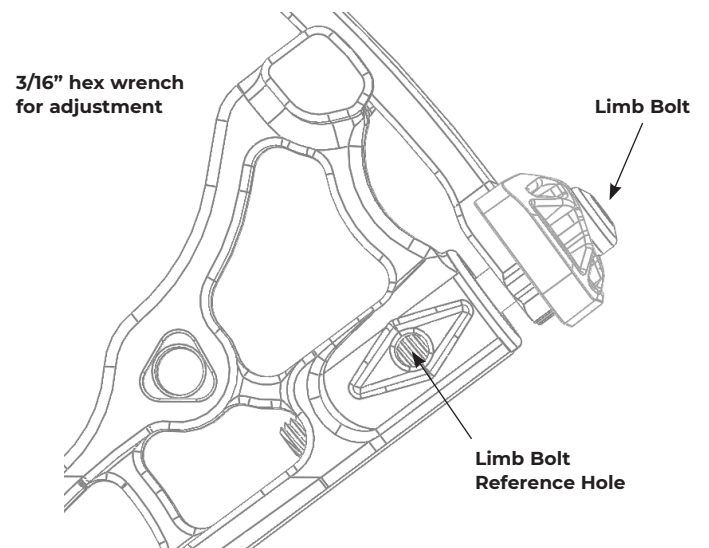 3/16” hex wrench
for adjustment
Limb Bolt
Limb Bolt
Reference Hole